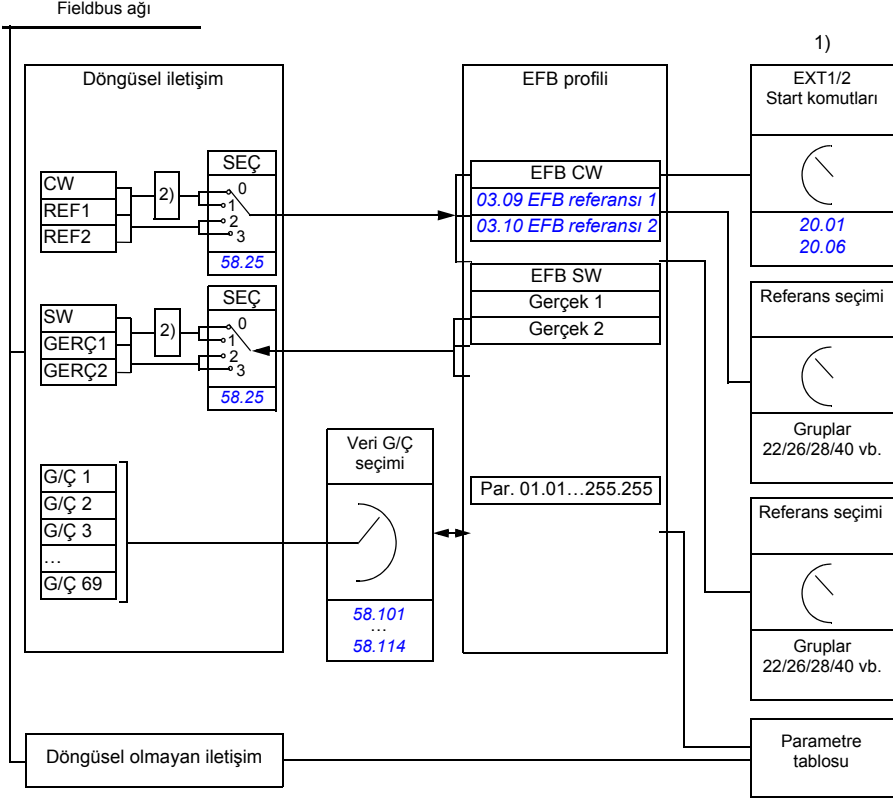 Fieldbus ağı
Döngüsel iletişim
CW
REF1
REF2
2)
SEÇ
0
1
2
3
58.25
SW
GERÇ1
GERÇ2
2)
SEÇ
0
1
2
3
58.25
G/Ç 1
G/Ç 2
G/Ç 3
…
G/Ç 69
Veri G/Ç
seçimi
58.101
…
58.114
EFB profili
EFB CW
03.09 EFB referansı 1
03.10 EFB referansı 2
EFB SW
Gerçek 1
Gerçek 2
Par. 01.01…255.255
1)
EXT1/2
Start komutları
20.01
20.06
Referans seçimi
Gruplar
22/26/28/40 vb.
Referans seçimi
Gruplar
22/26/28/40 vb.
Döngüsel olmayan iletişim
Parametre
tablosu